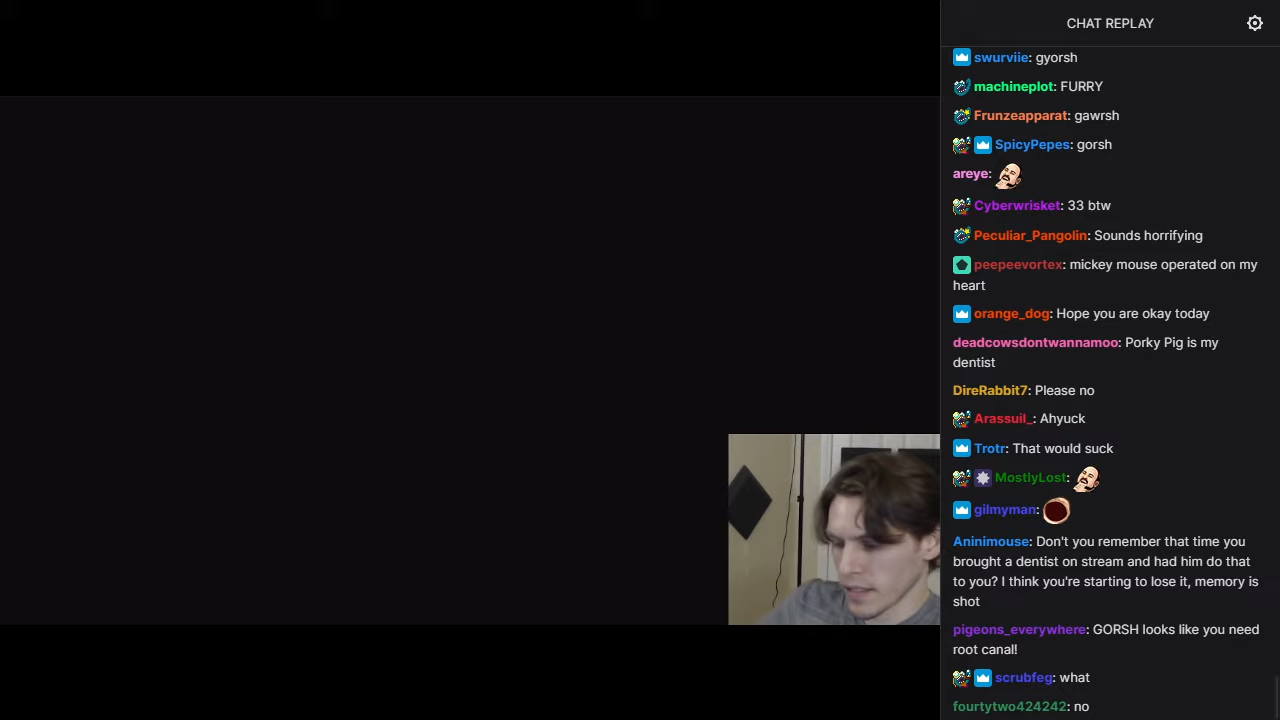 CHAT REPLAY
swurviie: gyorsh
machineplot: FURRY
Frunzeapparat: gawrsh
SpicyPepes: gorsh
areye:
Cyberwrisket: 33 btw
Peculiar_Pangolin: Sounds horrifying
peepeevortex: mickey mouse operated on my
heart
orange_dog: Hope you are okay today
deadcowsdontwannamoo: Porky Pig is my
dentist
DireRabbit7: Please no
Arassuil_: Ahyuck
Trotr: That would suck
MostlyLost:
gilmyman:
Aninimouse: Don't you remember that time you
brought a dentist on stream and had him do that
to you? I think you're starting to lose it, memory is
shot
pigeons_everywhere: GORSH looks like you need
root canal!
scrubfeg: what
fourtytwo424242: no